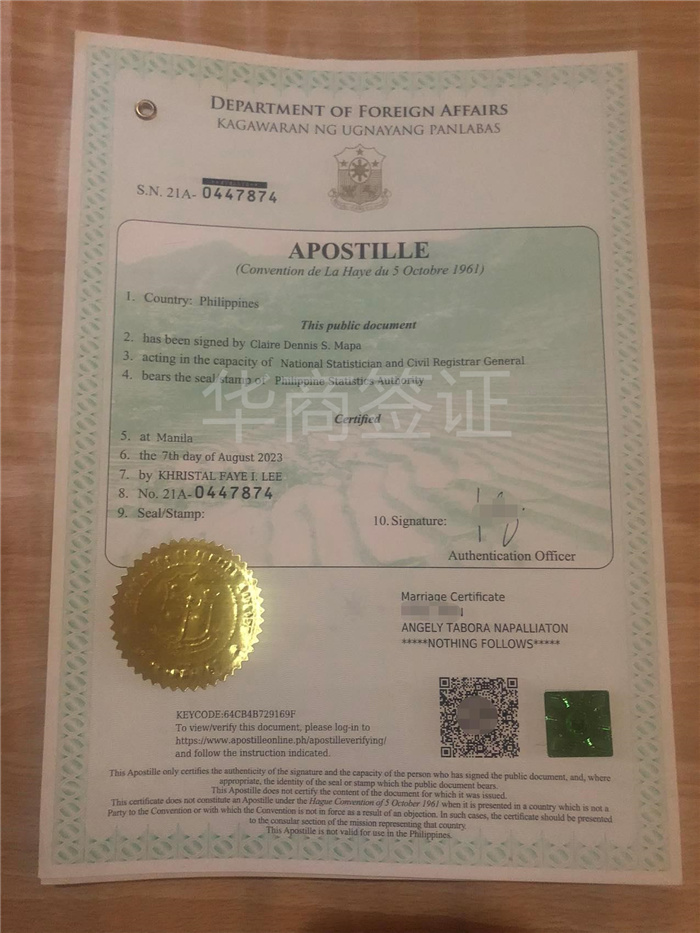 DEPARTMENT OF FOREIGN AFFAIRS
KAGAWARAN NG UGNAYANG PANLABAS
S.N. 21A-0447874
APOSTILLE
(Convention de La Haye du 5 Octobre 1961)
1. Country: Philippines
This public document
2. has been signed by Claire Dennis S. Mapa
3. acting in the capacity of National Statistician and Civil Registrar General
4. bears the seal/stamp of Philippine Statistics Authority
华商签证
Certified
5. at Manila
6. the 7th day of August 2023
7. by KHRISTAL FAYE I. LEE
8. No. 21A-0447874
9. Seal/Stamp:
10. Signature:
Authentication Officer
Marriage Certificate
ANGELY TABORA NAPALLIATON
*****NOTHING FOLLOWS*****
KEYCODE:64CB4B729169F
To view/verify this document, please log-in to
https://www.apostilleonline.ph/apostilleverifying/
and follow the instruction indicated.
This Apostille only certifies the authenticity of the signature and the capacity of the person who has signed the public document, and, where
appropriate, the identity of the seal or stamp which the public document bears.
This Apostille does not certify the content of the document for which it was issued.
This certificate does not constitute an Apostille under the Hague Convention of 5 October 1961 when it is presented in a country which is not a
Party to the Convention or with which the Convention is not in force as a result of an objection. In such cases, the certificate should be presented
to the consular section of the mission representing that country.
This Apostille is not valid for use in the Philippines.